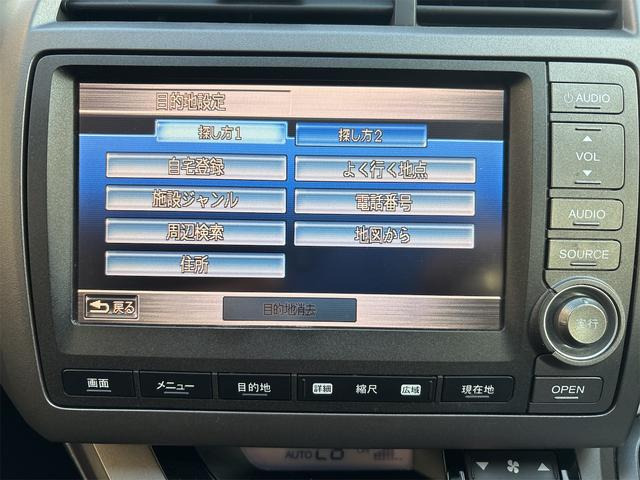 目的地設定
探し方1 探し方2
自宅登録 よく行く地点
施設ジャンル 電話番号
周辺検索 地図から
住所
戻る 目的地消去
AUDIO
VOL
AUDIO
SOURCE
実行
画面 メニュー 目的地 詳細 縮尺 広域 現在地 OPEN
AUTO Lo